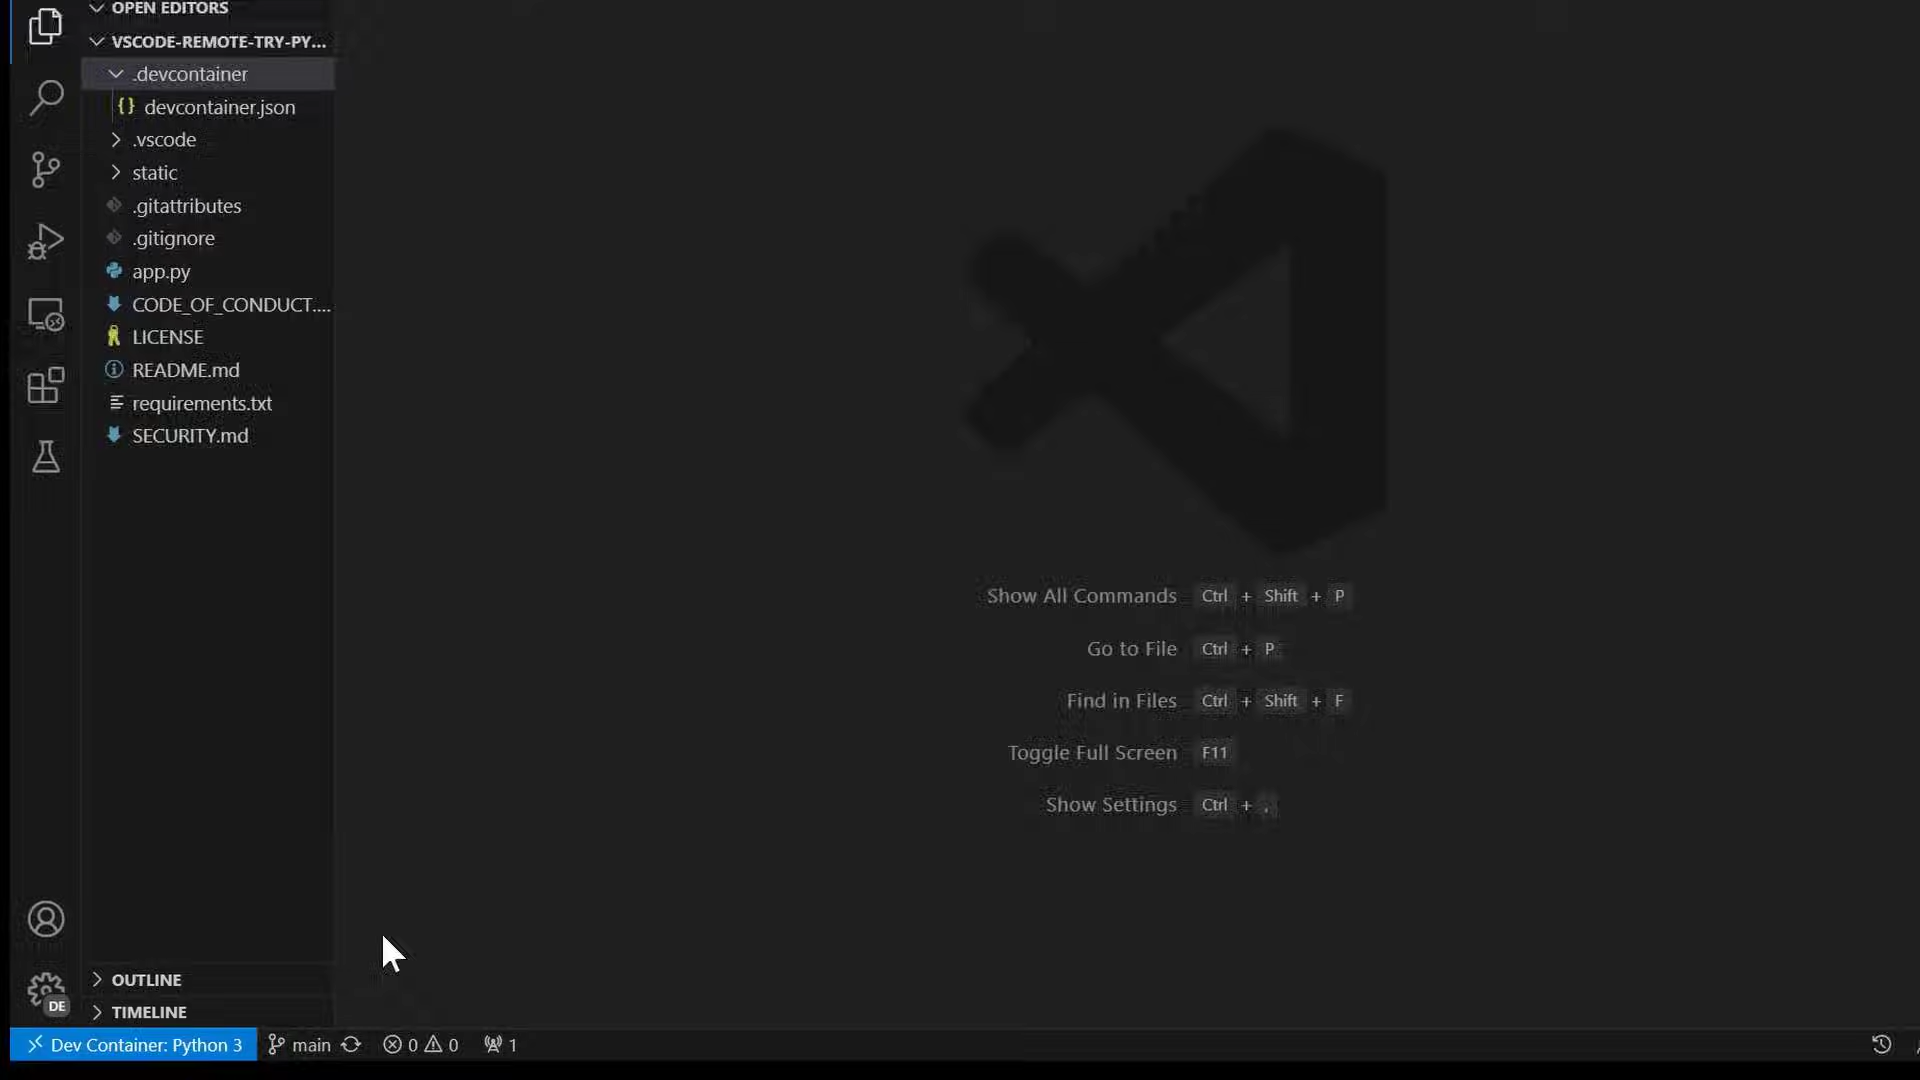 OPEN EDITORS
VSCODE-REMOTE-TRY-PY...
.devcontainer
{} devcontainer.json
.vscode
static
.gitattributes
.gitignore
app.py
CODE_OF_CONDUCT....
LICENSE
README.md
requirements.txt
SECURITY.md
Show All Commands Ctrl + Shift + P
Go to File Ctrl + P
Find in Files Ctrl + Shift + F
Toggle Full Screen F11
Show Settings Ctrl + ,
DE
OUTLINE
TIMELINE
Dev Container: Python 3 main 0 0 1